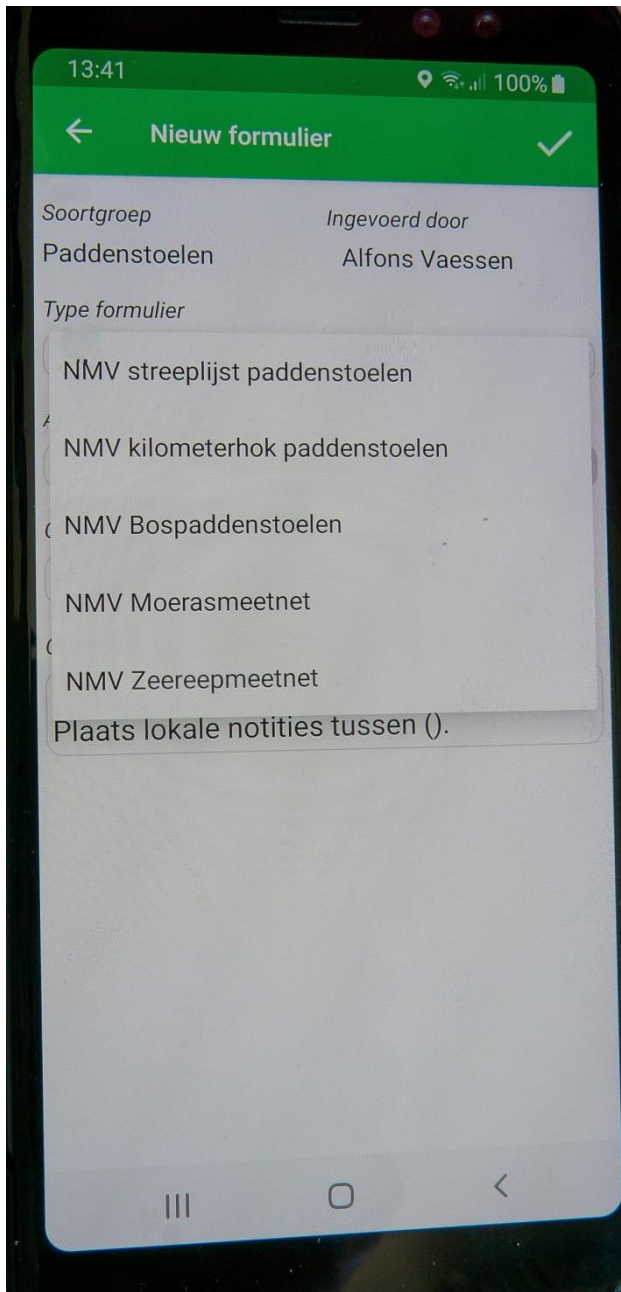 13:41 100%
Nieuw formulier
Soortgroep Ingevoerd door
Paddenstoelen Alfons Vaessen
Type formulier
NMV streeplijst paddenstoelen
NMV kilometerhok paddenstoelen
NMV Bospaddenstoelen
NMV Moerasmeetnet
NMV Zeereepmeetnet
Plaats lokale notities tussen ().